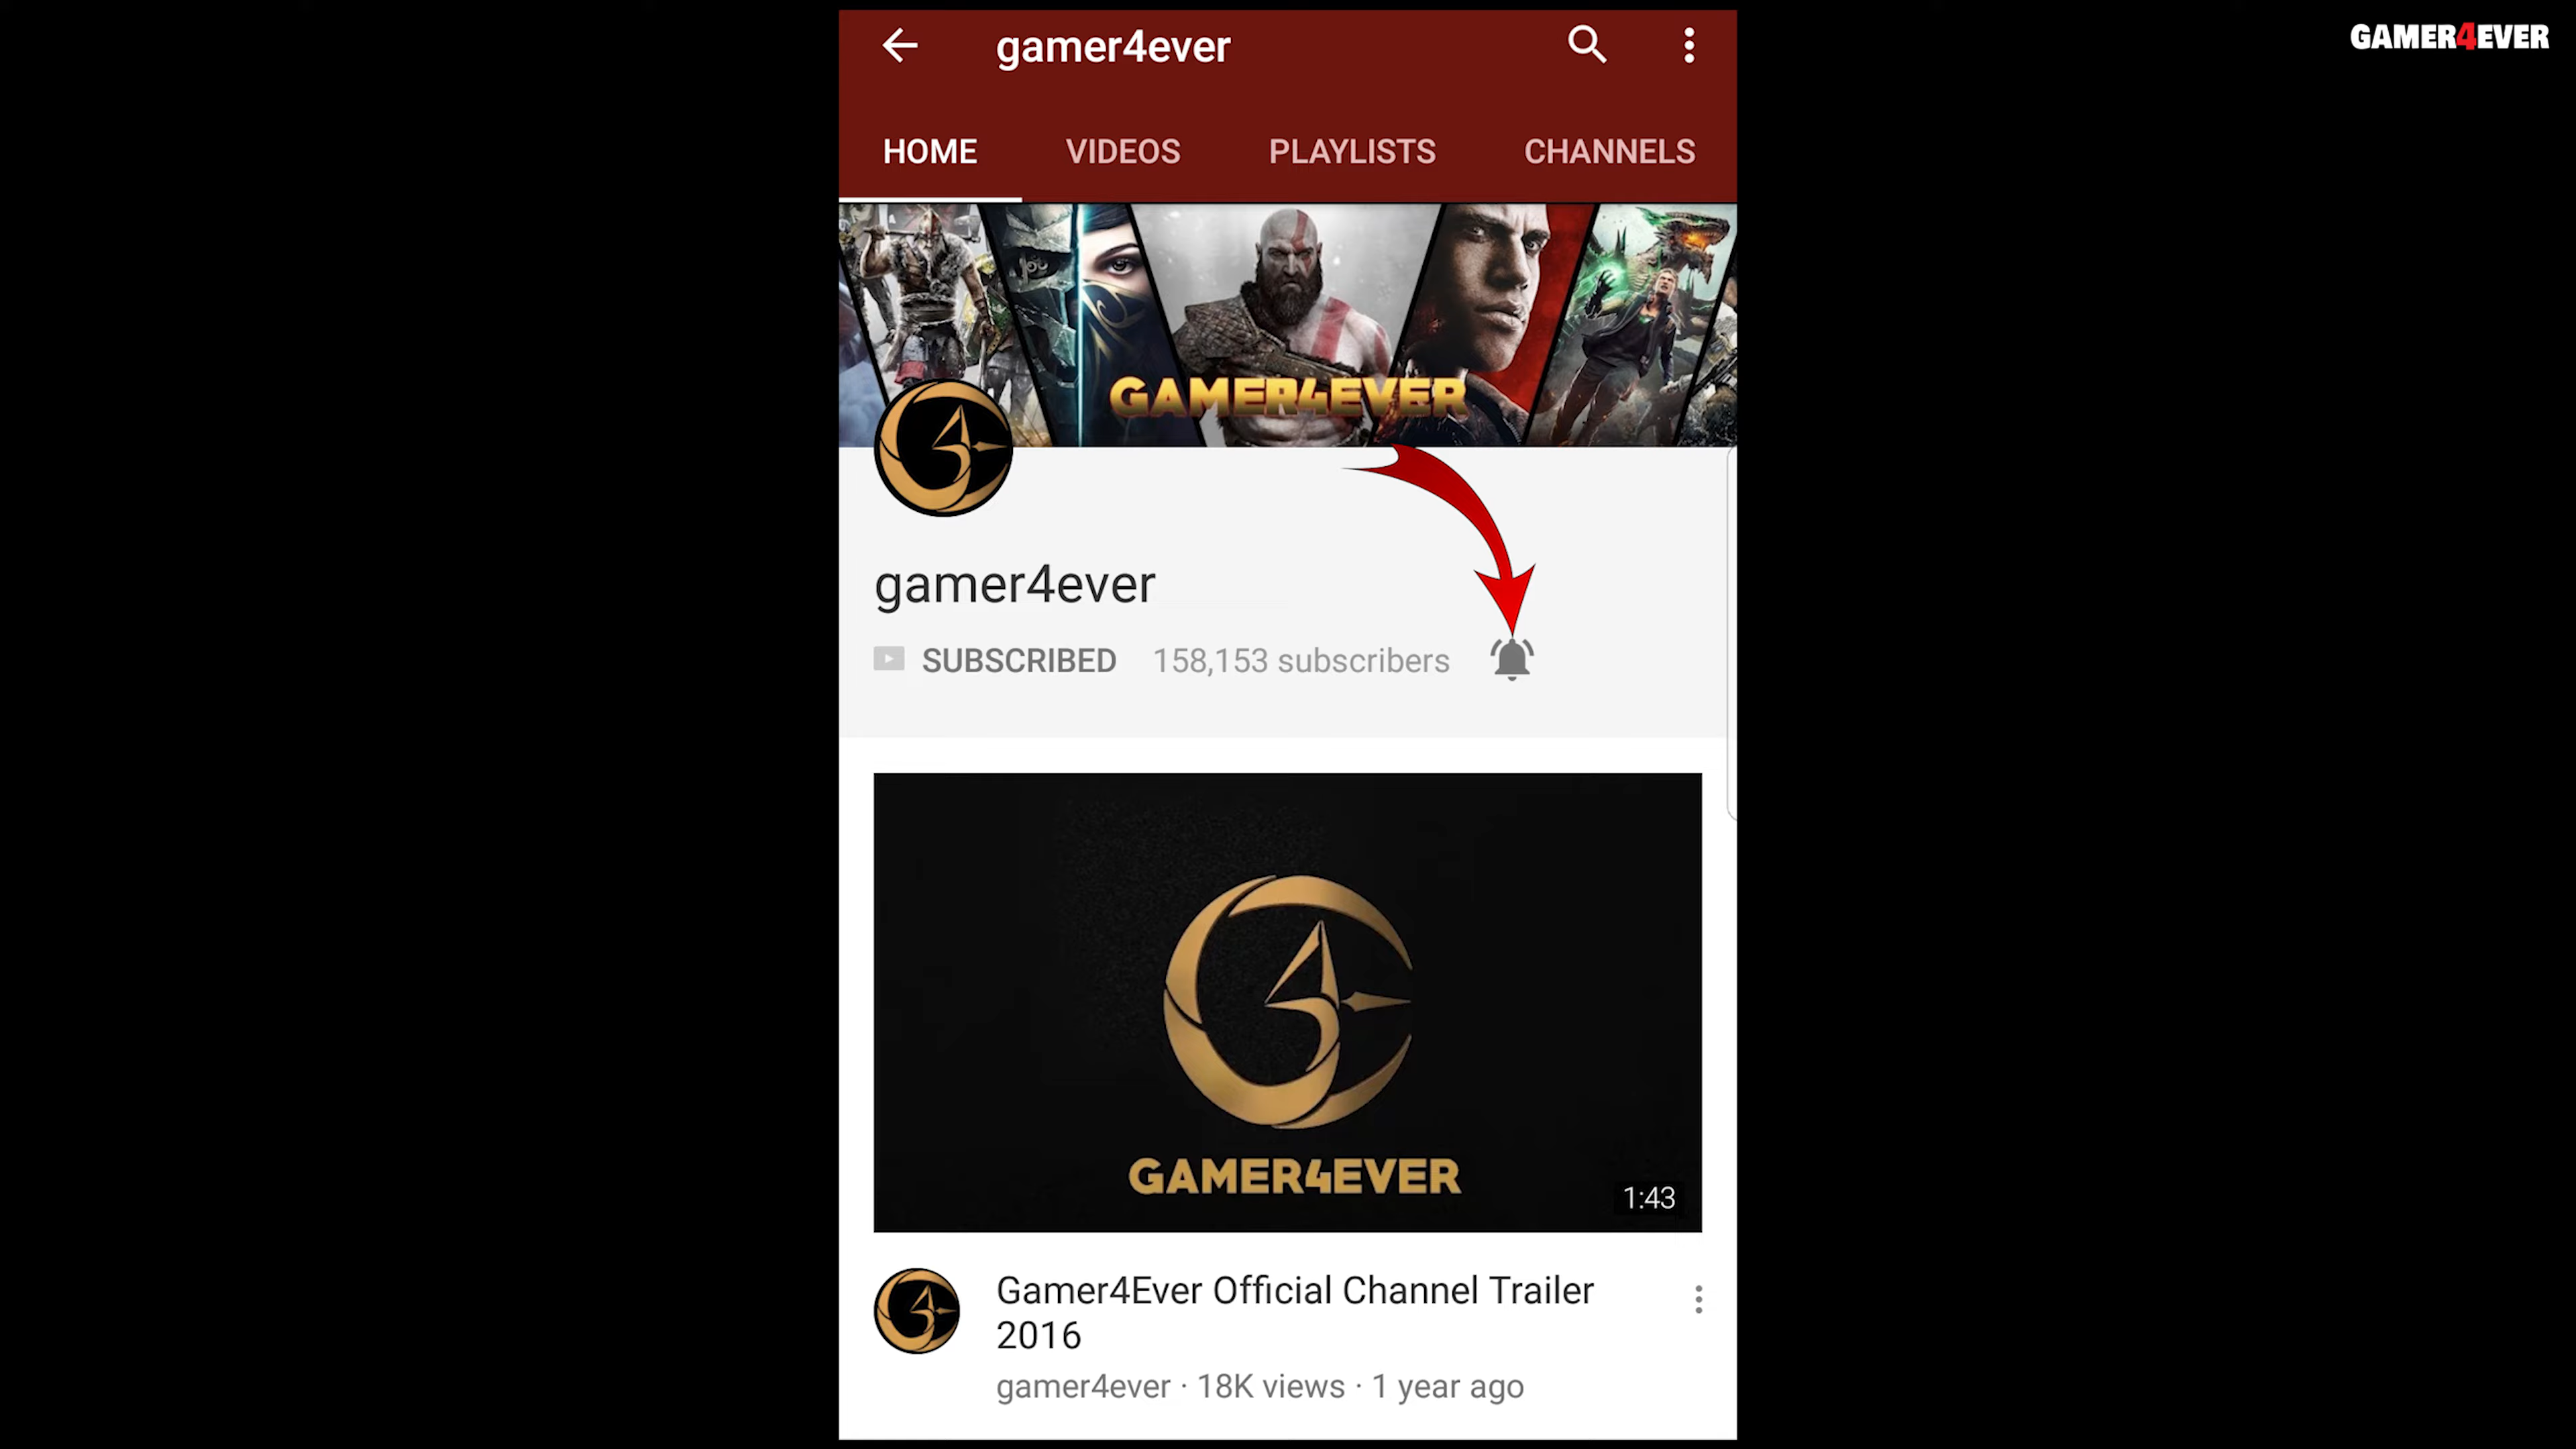 gamer4ever
GAMER4EVER
HOME VIDEOS PLAYLISTS CHANNELS
GAMER4EVER
gamer4ever
SUBSCRIBED 158,153 subscribers
GAMER4EVER
1:43
Gamer4Ever Official Channel Trailer
2016
gamer4ever · 18K views · 1 year ago